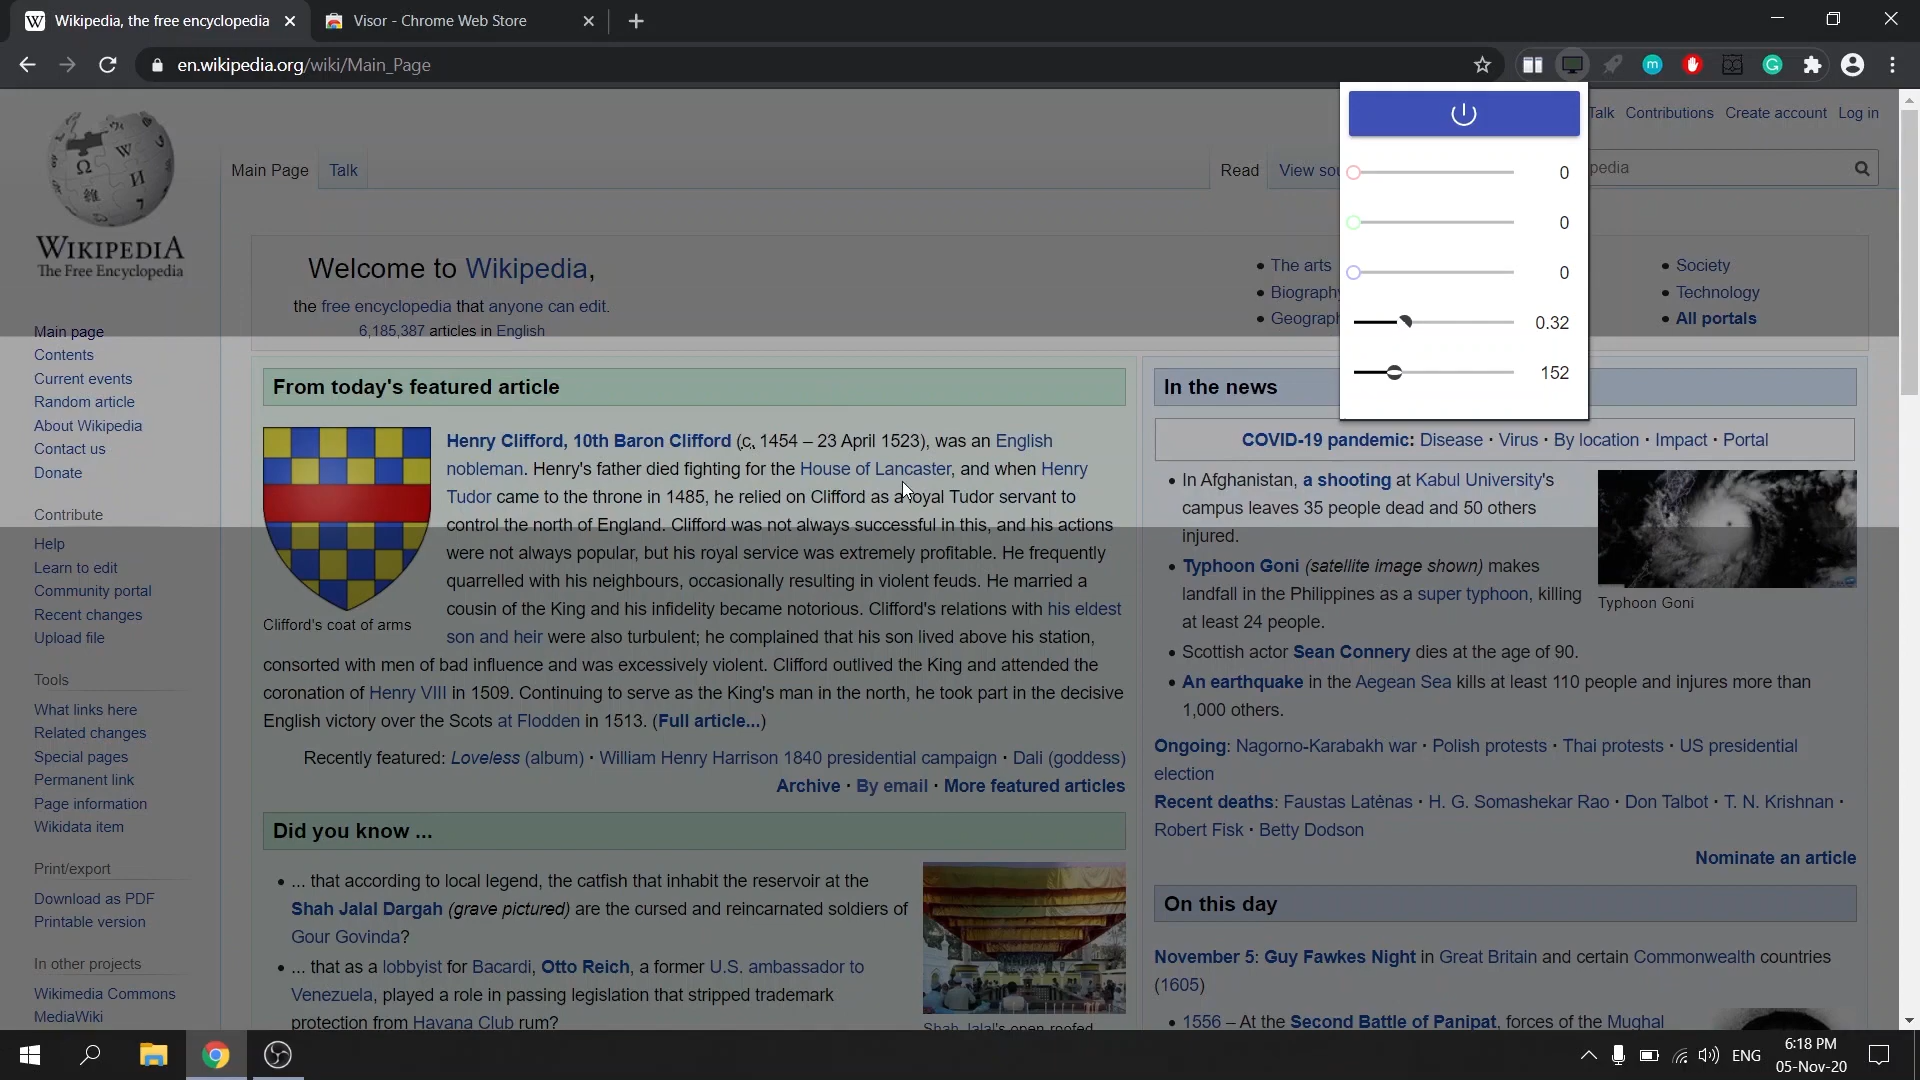 Wikipedia, the free encyclopedia
Visor - Chrome Web Store
en.wikipedia.org/wiki/Main_Page
WIKIPEDIA
The Free Encyclopedia
Main page
Contents
Current events
Random article
About Wikipedia
Contact us
Donate
Contribute
Help
Learn to edit
Community portal
Recent changes
Upload file
Tools
What links here
Related changes
Special pages
Permanent link
Page information
Wikidata item
Print/export
Download as PDF
Printable version
In other projects
Wikimedia Commons
MediaWiki
Talk Contributions Create account Log in
Main Page Talk
Read View sou
pedia
Welcome to Wikipedia,
the free encyclopedia that anyone can edit.
6,185,387 articles in English
• The arts
• Biography
• Geograph
• Society
• Technology
• All portals
0
0
0
0.32
152
From today's featured article
Henry Clifford, 10th Baron Clifford (c. 1454 – 23 April 1523), was an English
nobleman. Henry's father died fighting for the House of Lancaster, and when Henry
Tudor came to the throne in 1485, he relied on Clifford as a royal Tudor servant to
control the north of England. Clifford was not always successful in this, and his actions
were not always popular, but his royal service was extremely profitable. He frequently
quarrelled with his neighbours, occasionally resulting in violent feuds. He married a
cousin of the King and his infidelity became notorious. Clifford's relations with his eldest
son and heir were also turbulent; he complained that his son lived above his station,
consorted with men of bad influence and was excessively violent. Clifford outlived the King and attended the
coronation of Henry VIII in 1509. Continuing to serve as the King's man in the north, he took part in the decisive
English victory over the Scots at Flodden in 1513. (Full article...)
Clifford's coat of arms
Recently featured: Loveless (album) · William Henry Harrison 1840 presidential campaign · Dali (goddess)
Archive · By email · More featured articles
Did you know ...
• ... that according to local legend, the catfish that inhabit the reservoir at the
Shah Jalal Dargah (grave pictured) are the cursed and reincarnated soldiers of
Gour Govinda?
• ... that as a lobbyist for Bacardi, Otto Reich, a former U.S. ambassador to
Venezuela, played a role in passing legislation that stripped trademark
protection from Havana Club rum?
Shah Jalal's open roofed
In the news
COVID-19 pandemic: Disease · Virus · By location · Impact · Portal
• In Afghanistan, a shooting at Kabul University's
campus leaves 35 people dead and 50 others
injured.
• Typhoon Goni (satellite image shown) makes
landfall in the Philippines as a super typhoon, killing
at least 24 people.
Typhoon Goni
• Scottish actor Sean Connery dies at the age of 90.
• An earthquake in the Aegean Sea kills at least 110 people and injures more than
1,000 others.
Ongoing: Nagorno-Karabakh war · Polish protests · Thai protests · US presidential
election
Recent deaths: Faustas Latėnas · H. G. Somashekar Rao · Don Talbot · T. N. Krishnan ·
Robert Fisk · Betty Dodson
Nominate an article
On this day
November 5: Guy Fawkes Night in Great Britain and certain Commonwealth countries
(1605)
• 1556 – At the Second Battle of Panipat, forces of the Mughal
ENG
6:18 PM
05-Nov-20